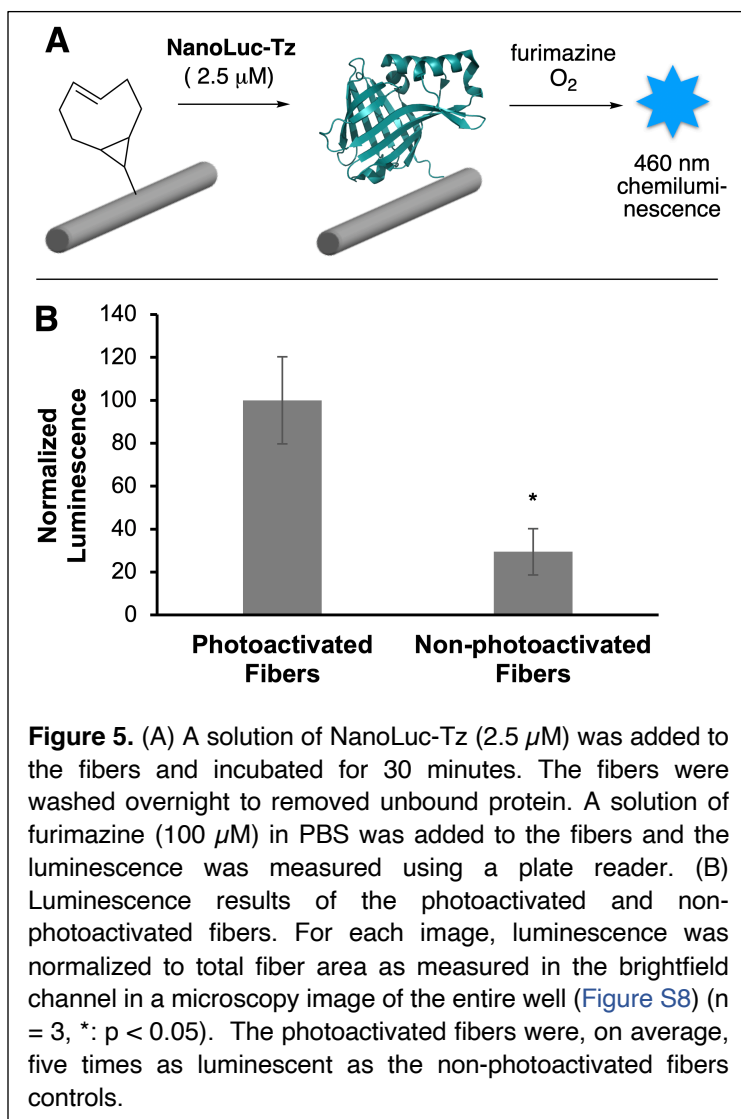 A
NanoLuc-Tz
( 2.5 μM)
furimazine
O2
460 nm
chemilumi-
nescence
B
Normalized
Luminescence
140
120
100
80
60
40
20
0
*
Photoactivated
Fibers
Non-photoactivated
Fibers
Figure 5. (A) A solution of NanoLuc-Tz (2.5 μM) was added to
the fibers and incubated for 30 minutes. The fibers were
washed overnight to removed unbound protein. A solution of
furimazine (100 μM) in PBS was added to the fibers and the
luminescence was measured using a plate reader. (B)
Luminescence results of the photoactivated and non-
photoactivated fibers. For each image, luminescence was
normalized to total fiber area as measured in the brightfield
channel in a microscopy image of the entire well (Figure S8) (n
= 3, *: p < 0.05). The photoactivated fibers were, on average,
five times as luminescent as the non-photoactivated fibers
controls.